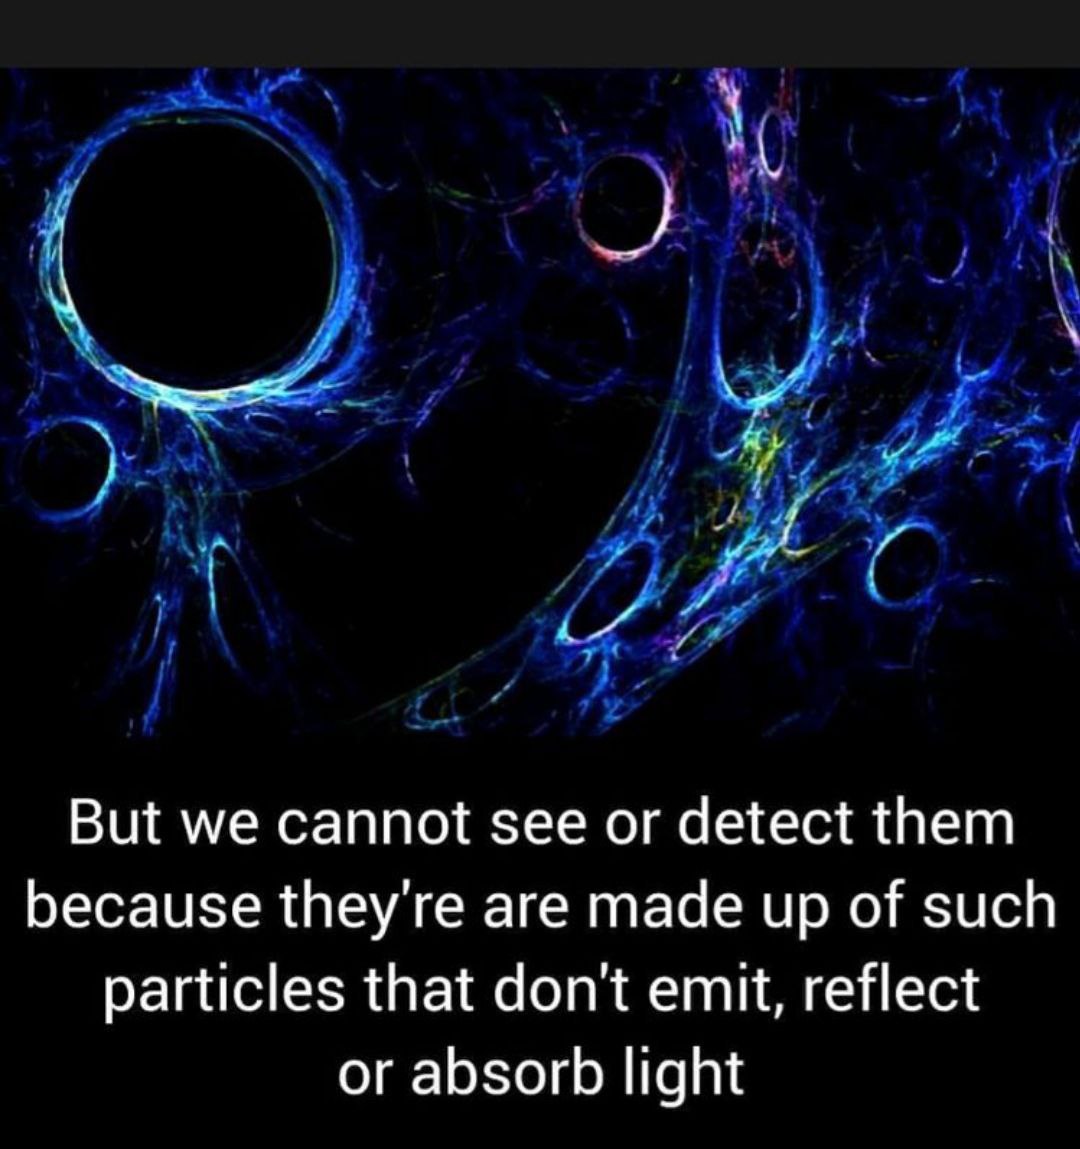 But we cannot see or detect them
because they're are made up of such
particles that don't emit, reflect
or absorb light